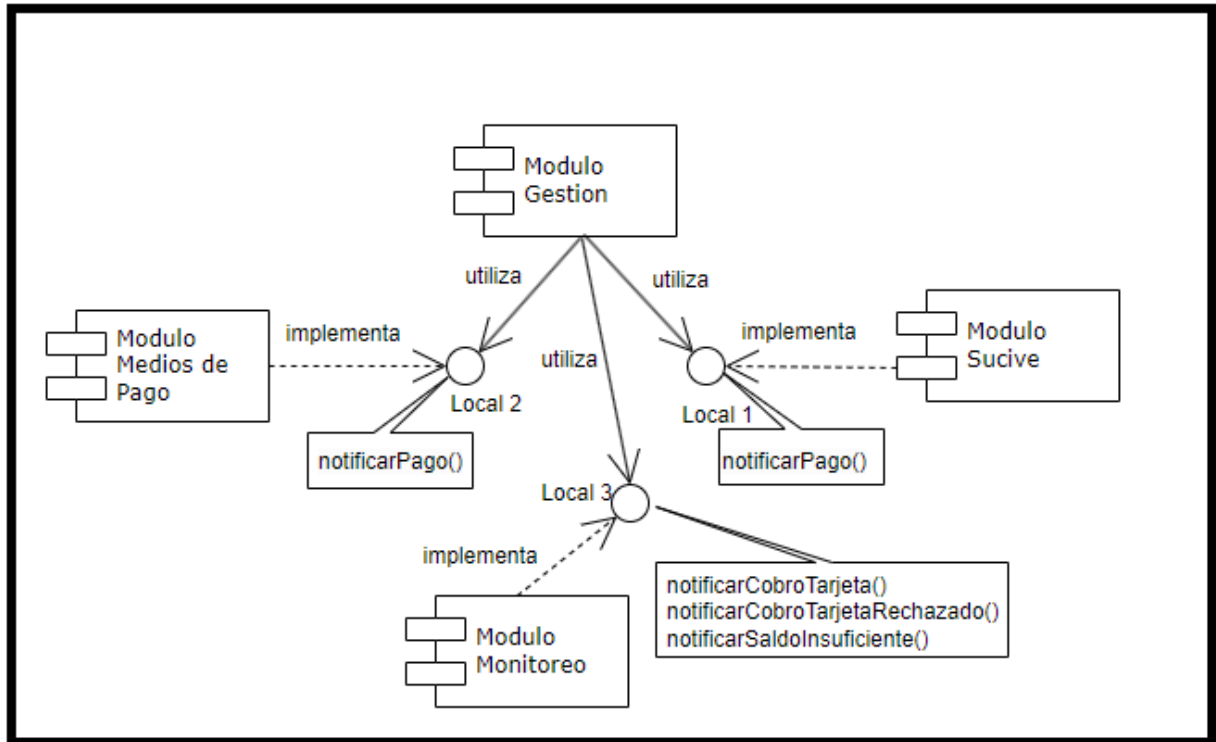 Modulo
Gestion
utiliza
utiliza
utiliza
Modulo
Medios de
Pago
implementa
implementa
Modulo
Sucive
Local 2
Local 1
notificarPago()
notificarPago()
Local 3
implementa
notificarCobroTarjeta()
notificarCobroTarjetaRechazado()
notificarSaldoInsuficiente()
Modulo
Monitoreo